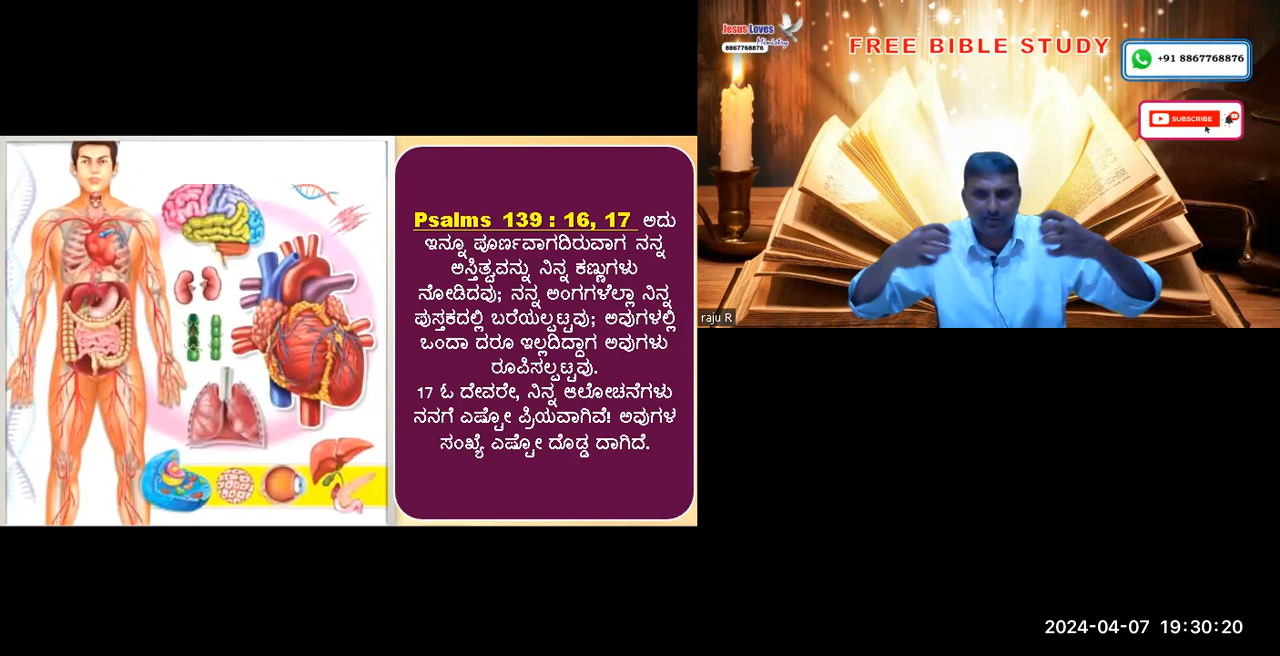 Psalms 139 : 16, 17 ಅದು
ಇನ್ನೂ ಪೂರ್ಣವಾಗದಿರುವಾಗ ನನ್ನ
ಅಸ್ತಿತ್ವವನ್ನು ನಿನ್ನ ಕಣ್ಣುಗಳು
ನೋಡಿದವು; ನನ್ನ ಅಂಗಗಳೆಲ್ಲಾ ನಿನ್ನ
ಪುಸ್ತಕದಲ್ಲಿ ಬರೆಯಲ್ಪಟ್ಟವು; ಅವುಗಳಲ್ಲಿ
ಒಂದಾ ದರೂ ಇಲ್ಲದಿದ್ದಾಗ ಅವುಗಳು
ರೂಪಿಸಲ್ಪಟ್ಟವು.
17 ಓ ದೇವರೇ, ನಿನ್ನ ಆಲೋಚನೆಗಳು
ನನಗೆ ಎಷ್ಟೋ ಪ್ರಿಯವಾಗಿವೆ! ಅವುಗಳ
ಸಂಖ್ಯೆ ಎಷ್ಟೋ ದೊಡ್ಡ ದಾಗಿದೆ.
Jesus Loves
Ministry
8867768876
FREE BIBLE STUDY
+91 8867768876
SUBSCRIBE
raju R
2024-04-07 19:30:20